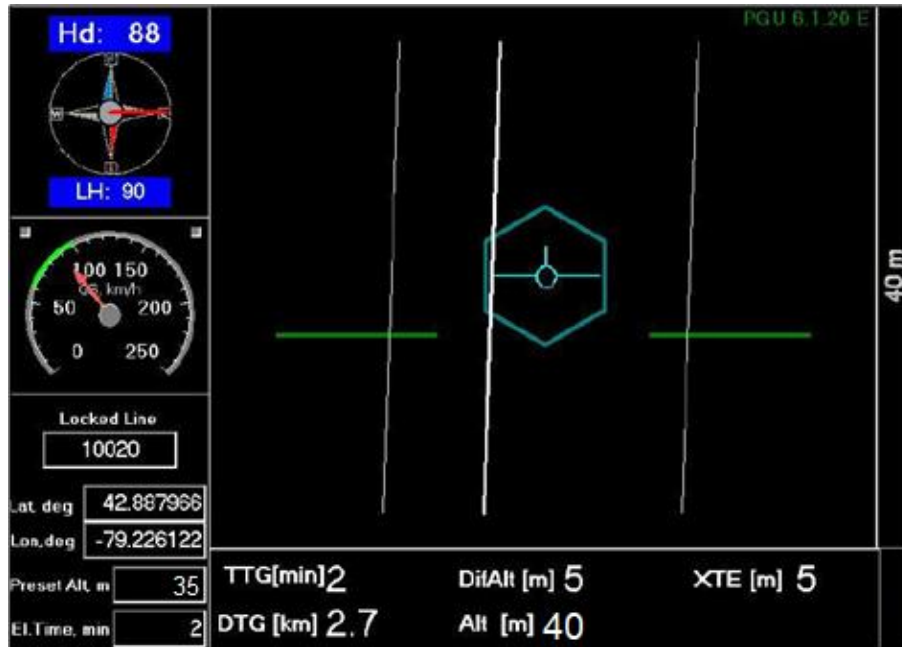 PGU 6.1.20 E
Hd: 88
W
LH: 90
100 150
GS, km/h
50 200
0 250
40 m
Locked Line
10020
Lat, deg 42.887966
Lon,deg -79.226122
Preset Alt, m 35
El.Time, min 2
TTG[min] 2 DifAlt [m] 5 XTE [m] 5
DTG [km] 2.7 Alt [m] 40